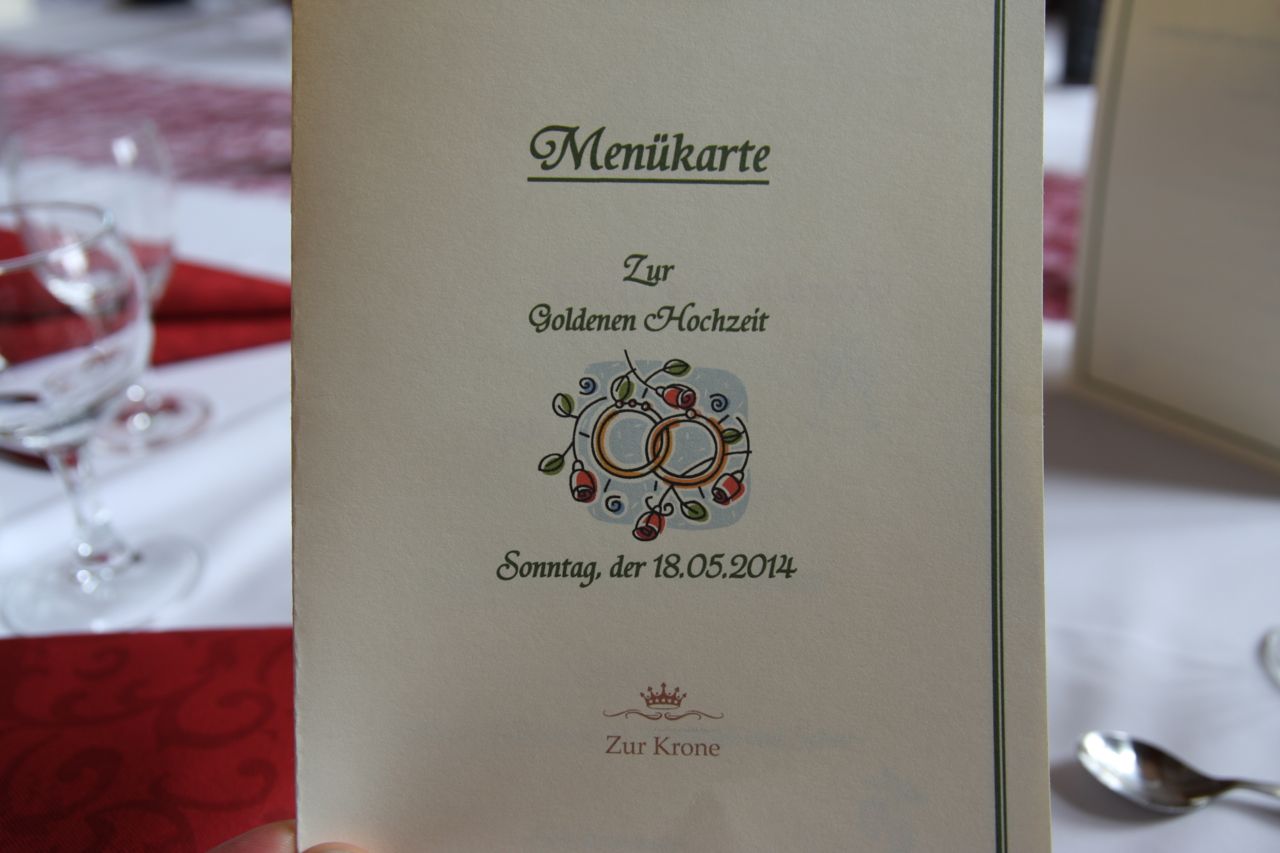 Menükarte
Zur
Goldenen Hochzeit
Sonntag, der 18.05.2014
Zur Krone